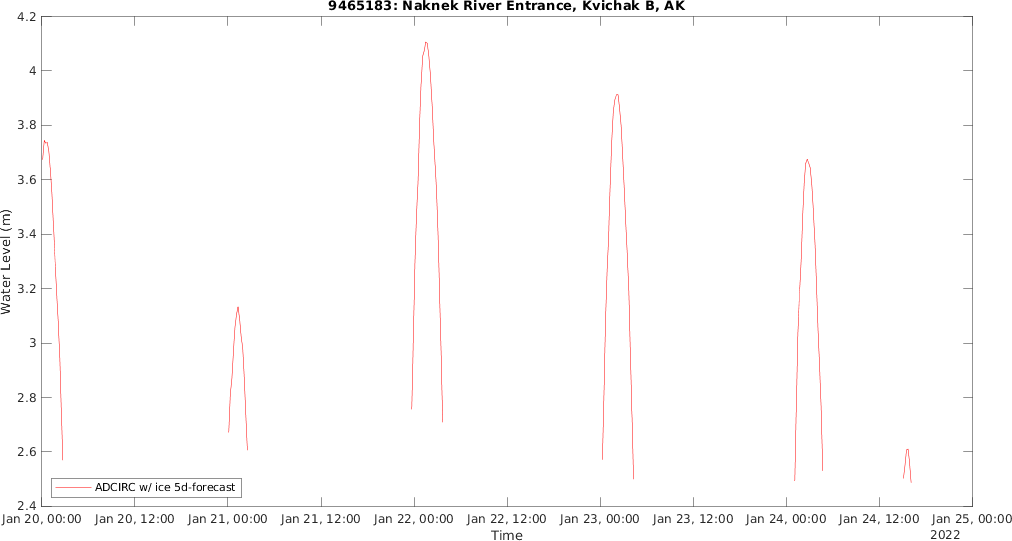 9465183: Naknek River Entrance, Kvichak B, AK
4.2
4
3.8
3.6
3.4
3.2
3
2.8
2.6
2.4
Water Level (m)
ADCIRC w/ ice 5d-forecast
Jan 20, 00:00 Jan 20, 12:00 Jan 21, 00:00 Jan 21, 12:00 Jan 22, 00:00 Jan 22, 12:00 Jan 23, 00:00 Jan 23, 12:00 Jan 24, 00:00 Jan 24, 12:00 Jan 25, 00:00
Time
2022